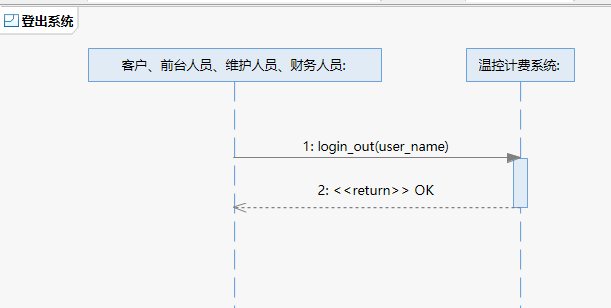 登出系统
客户、前台人员、维护人员、财务人员:
温控计费系统:
1: login_out(user_name)
2: <<return>> OK